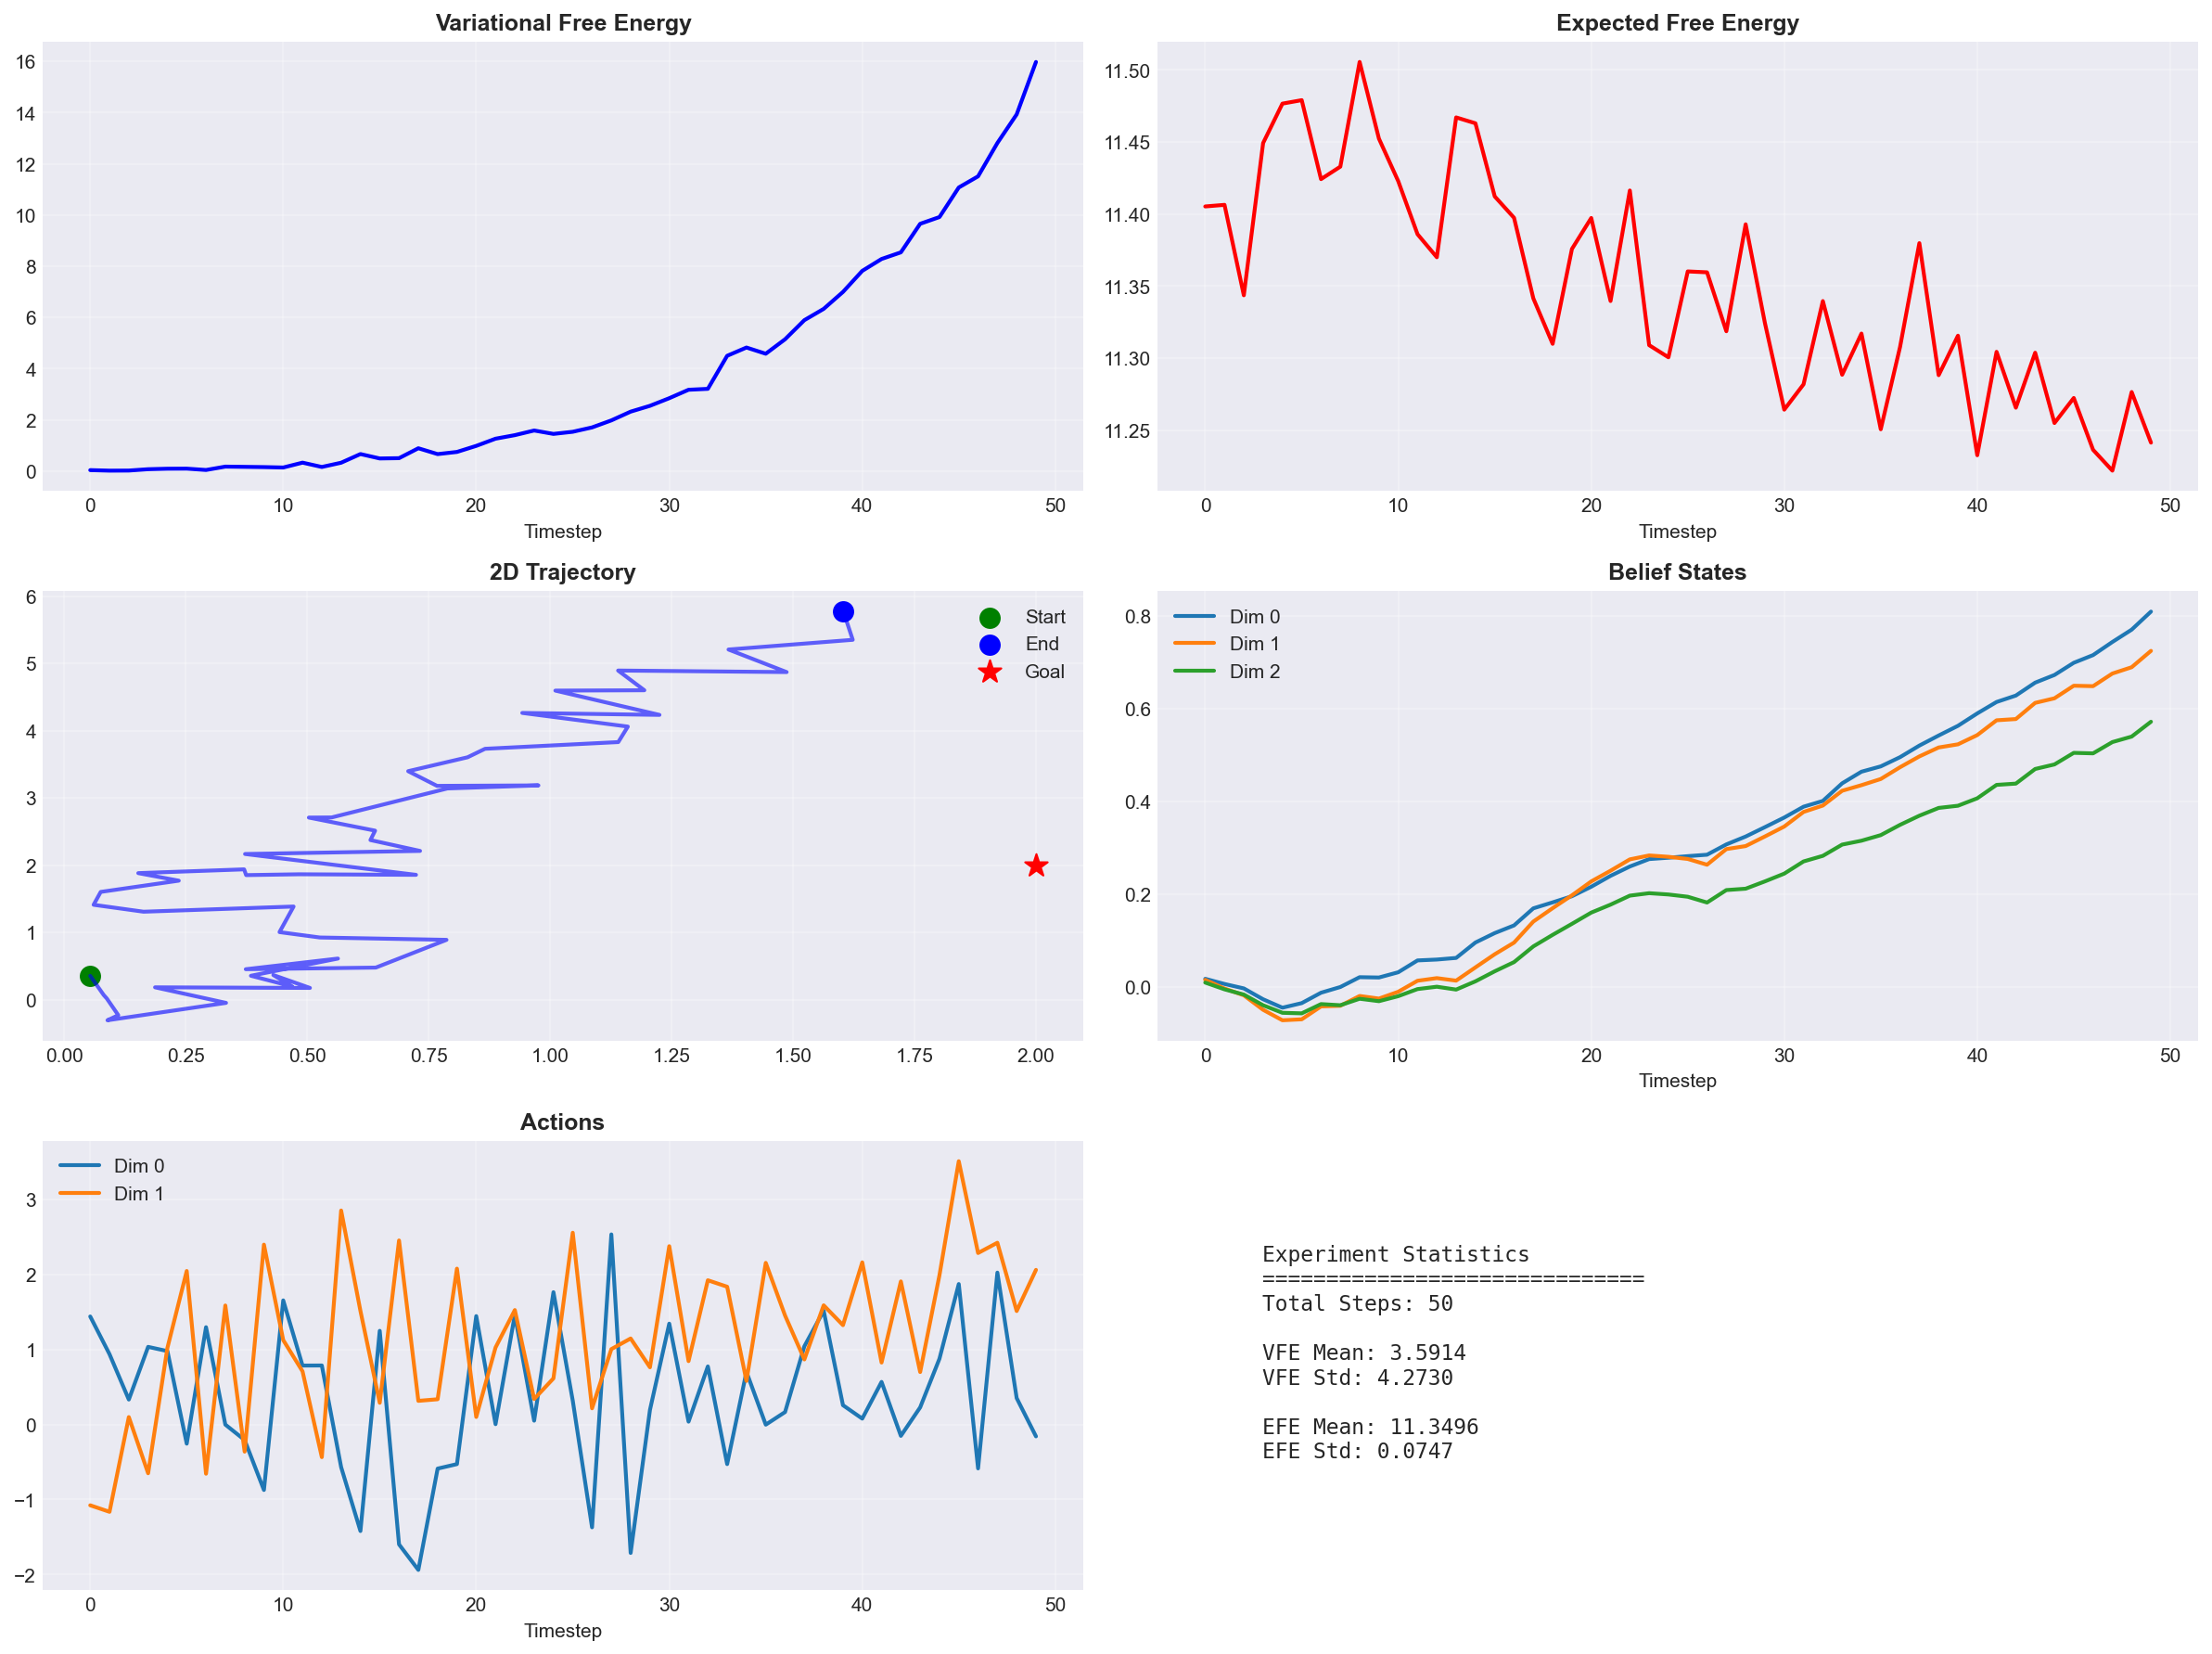 Variational Free Energy
16
14
12
10
8
6
4
2
0
0 10 20 30 40 50
Timestep
Expected Free Energy
11.50
11.45
11.40
11.35
11.30
11.25
0 10 20 30 40 50
Timestep
2D Trajectory
6
5
4
3
2
1
0
0.00 0.25 0.50 0.75 1.00 1.25 1.50 1.75 2.00
Start
End
Goal
Belief States
0.8
0.6
0.4
0.2
0.0
0 10 20 30 40 50
Timestep
Dim 0
Dim 1
Dim 2
Actions
3
2
1
0
−1
−2
0 10 20 30 40 50
Timestep
Dim 0
Dim 1
Experiment Statistics
==============================
Total Steps: 50
VFE Mean: 3.5914
VFE Std: 4.2730
EFE Mean: 11.3496
EFE Std: 0.0747